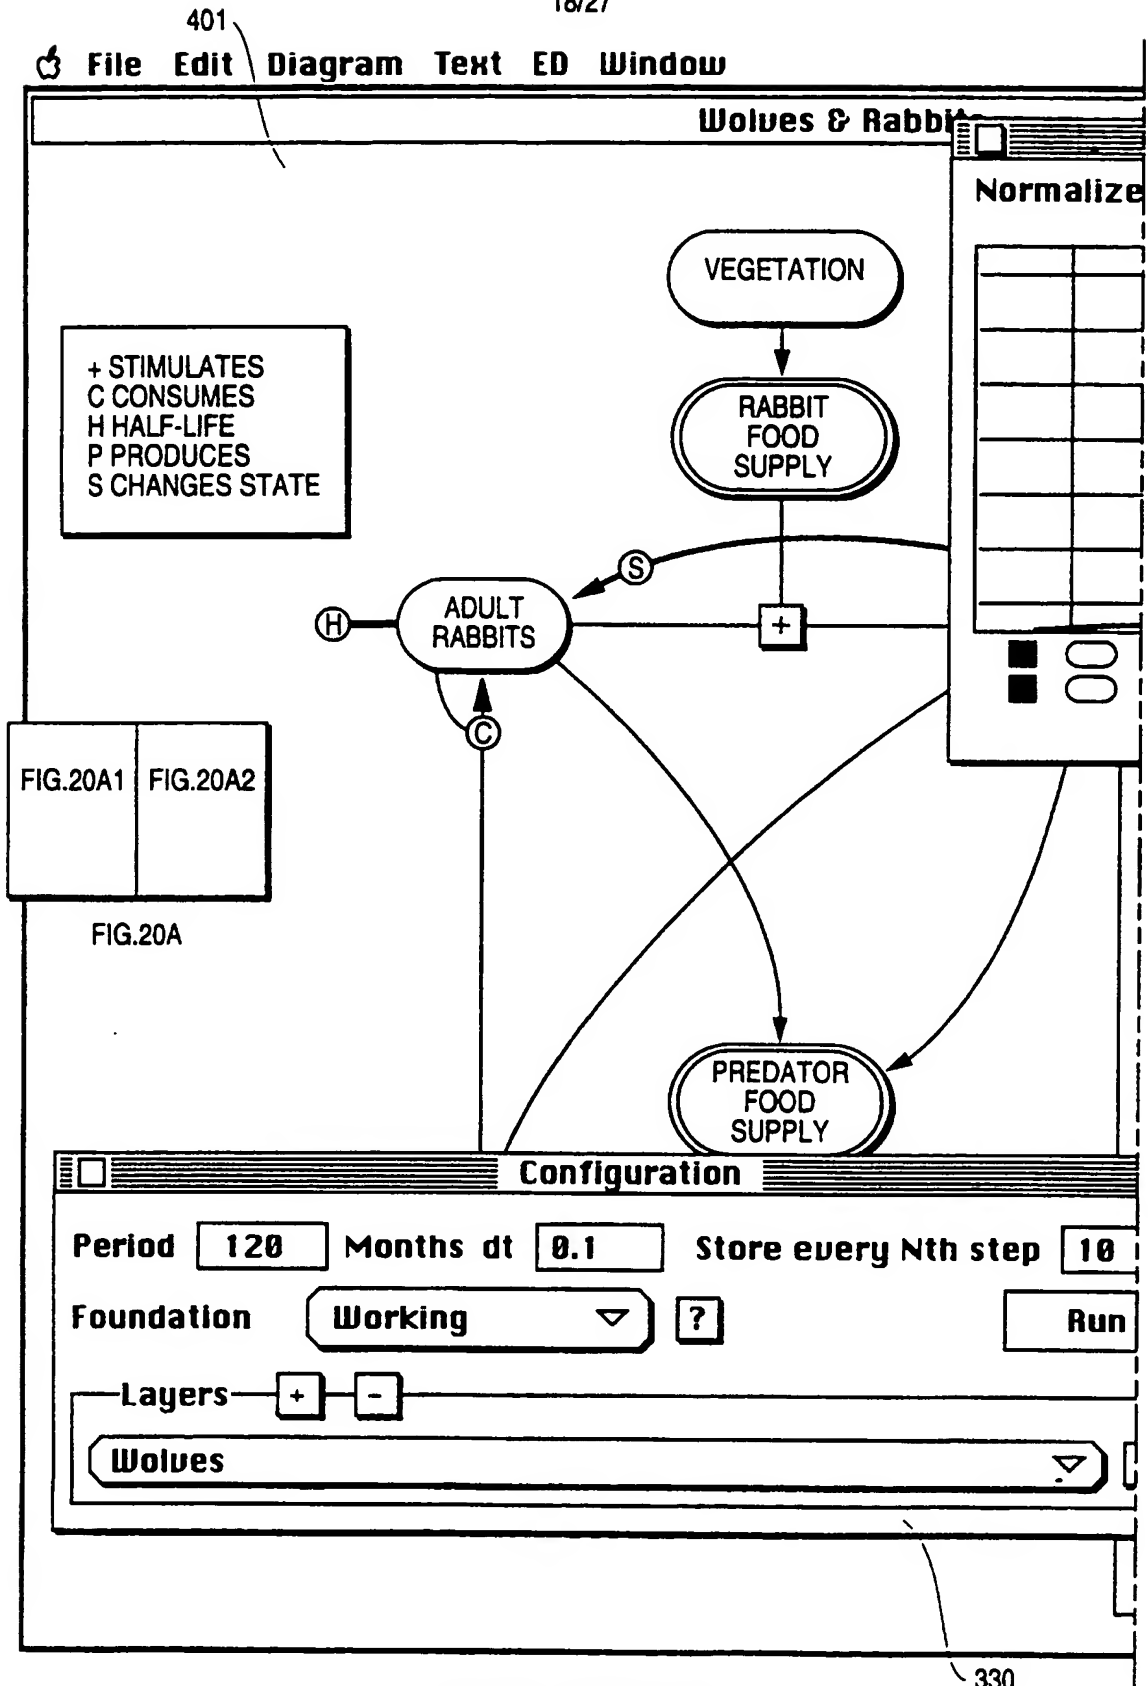 18/27
401
File Edit Diagram Text ED Window
Wolves & Rabbi
Normalize
VEGETATION
+ STIMULATES
C CONSUMES
H HALF-LIFE
P PRODUCES
S CHANGES STATE
RABBIT
FOOD
SUPPLY
S
H
ADULT
RABBITS
+
C
FIG.20A1 FIG.20A2
FIG.20A
PREDATOR
FOOD
SUPPLY
Configuration
Period 120 Months dt 0.1 Store every Nth step 10
Foundation Working ? Run
Layers + -
Wolves
330